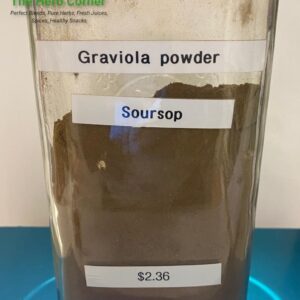 The Herb Corner
Perfect Blends, Pure Herbs, Fresh Juices,
Spices, Healthy Snacks,
Graviola powder
Soursop
$2.36